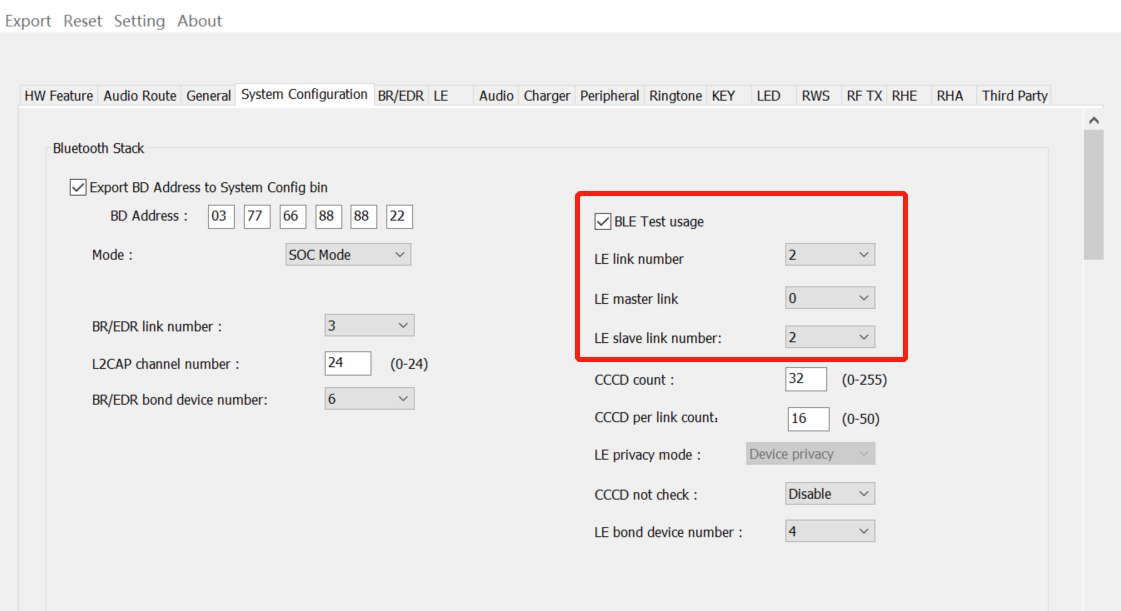 Export Reset Setting About
HW Feature Audio Route General System Configuration BR/EDR LE Audio Charger Peripheral Ringtone KEY LED RWS RF TX RHE RHA Third Party
Bluetooth Stack
Export BD Address to System Config bin
BD Address : 03 77 66 88 88 22
Mode : SOC Mode
BR/EDR link number : 3
L2CAP channel number : 24 (0-24)
BR/EDR bond device number: 6
BLE Test usage
LE link number 2
LE master link 0
LE slave link number: 2
CCCD count : 32 (0-255)
CCCD per link count: 16 (0-50)
LE privacy mode : Device privacy
CCCD not check : Disable
LE bond device number : 4